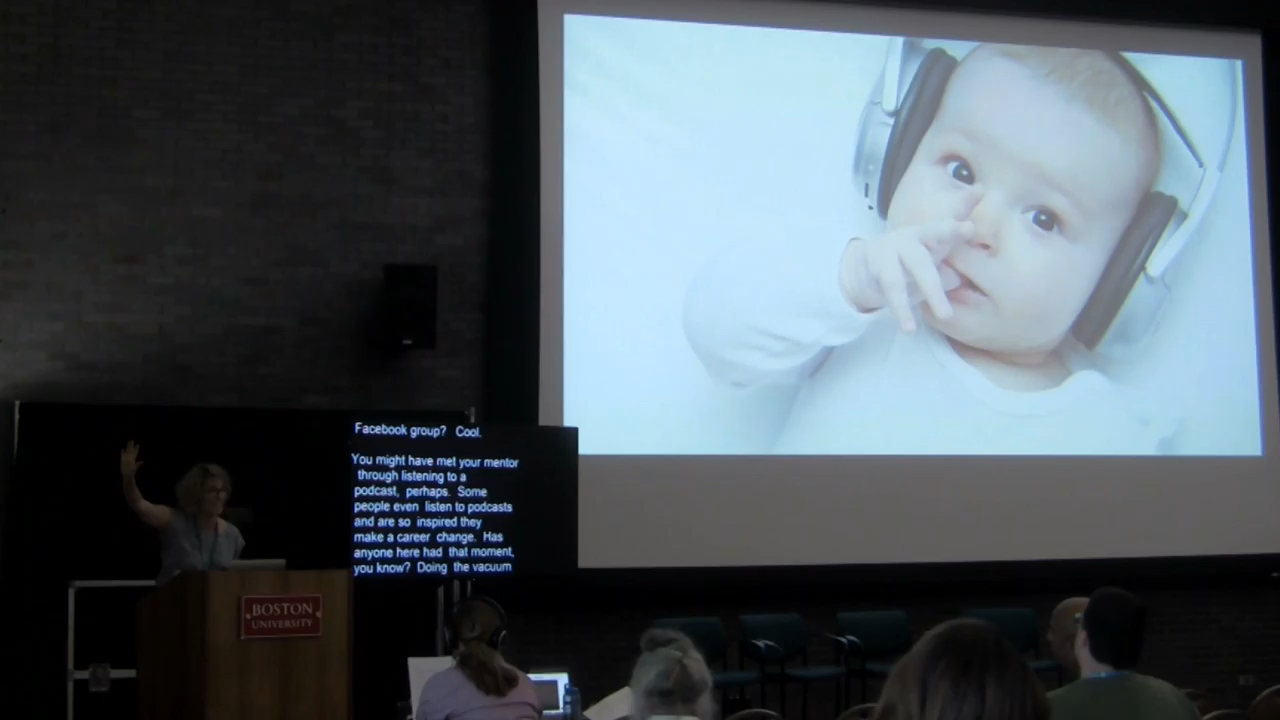 Facebook group? Cool.
You might have met your mentor
through listening to a
podcast, perhaps. Some
people even listen to podcasts
and are so inspired they
make a career change. Has
anyone here had that moment,
you know? Doing the vacuum
BOSTON
UNIVERSITY